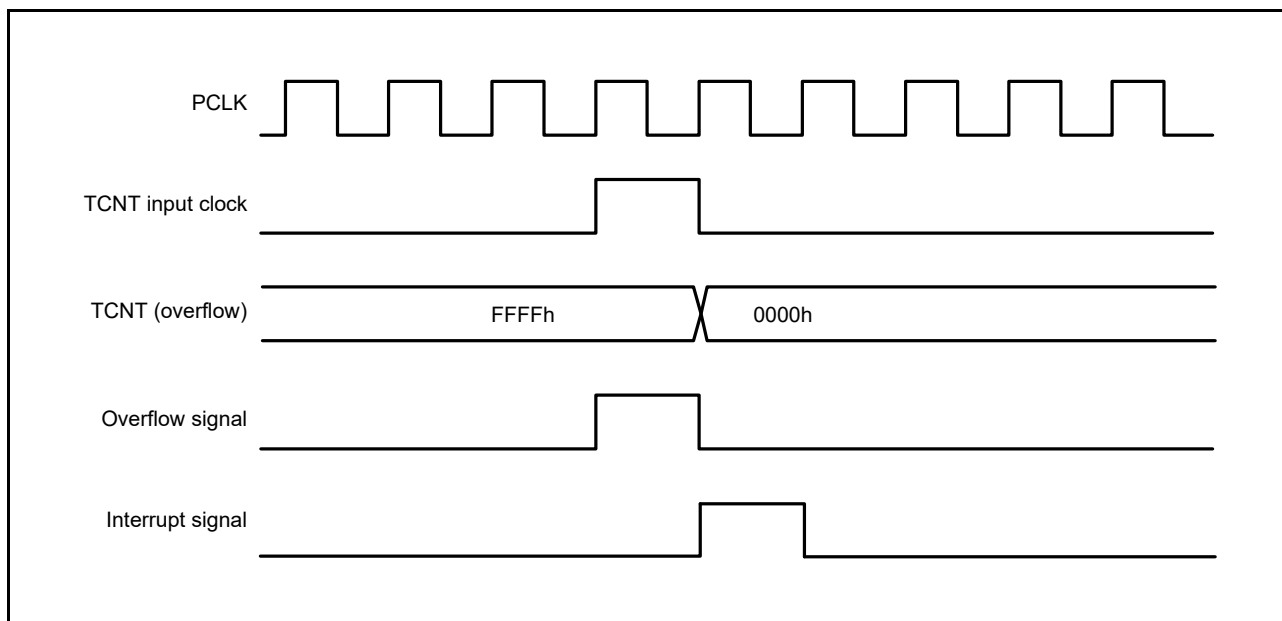 PCLK
TCNT input clock
TCNT (overflow)
FFFFh
0000h
Overflow signal
Interrupt signal